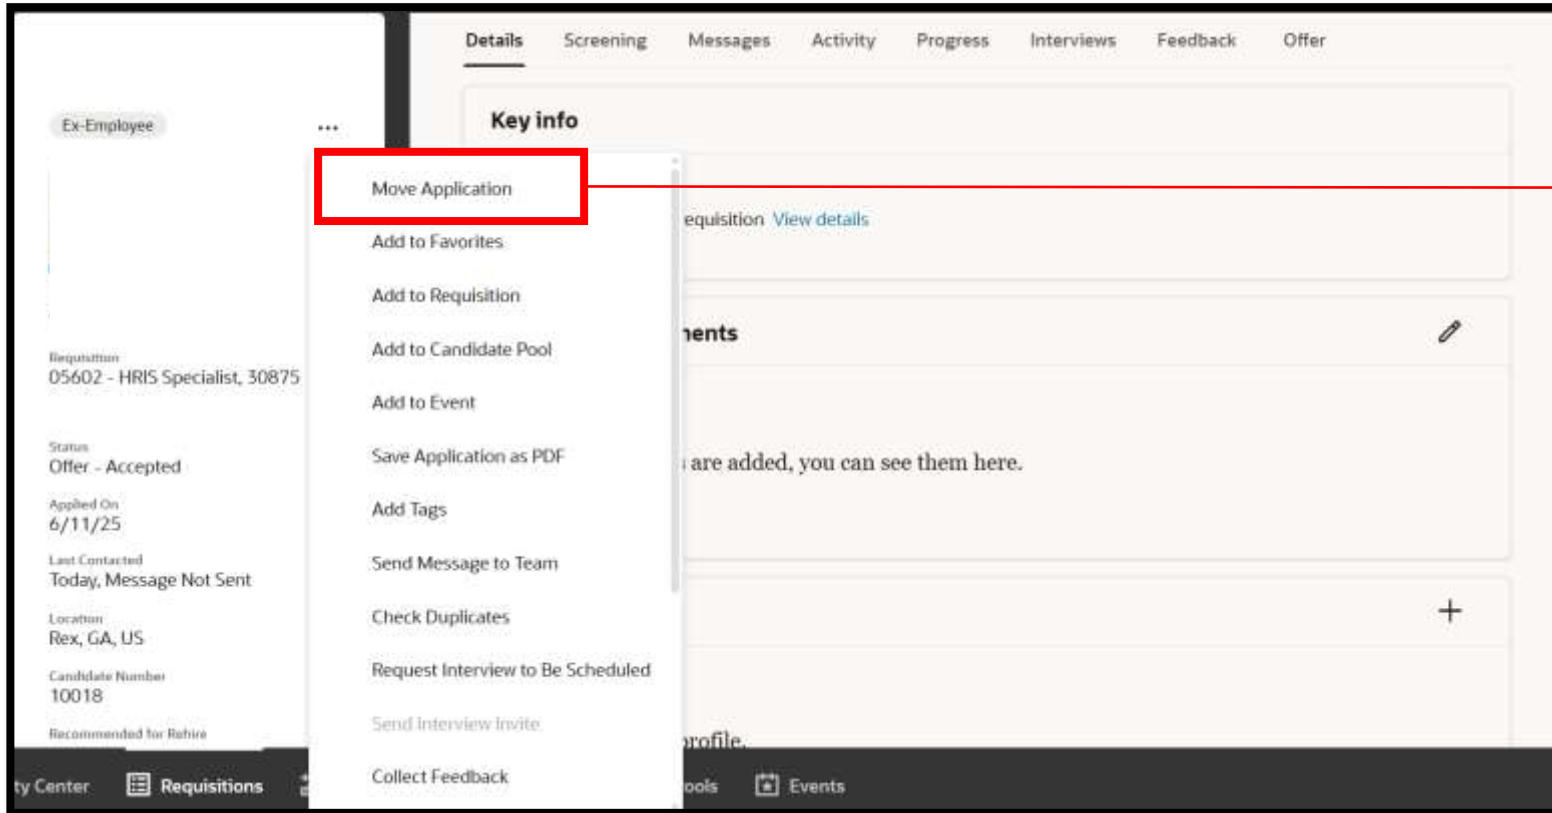 Details Screening Messages Activity Progress Interviews Feedback Offer
Ex-Employee
Key info
Move Application
equisition View details
Add to Favorites
Add to Requisition
nents
Add to Candidate Pool
Requisition
05602 - HRIS Specialist, 30875
Add to Event
Status
Offer - Accepted
Save Application as PDF
are added, you can see them here.
Applied On
6/11/25
Add Tags
Last Contacted
Today, Message Not Sent
Send Message to Team
Location
Rex, GA, US
Check Duplicates
Candidate Number
10018
Request Interview to Be Scheduled
Recommended for Rehire
Send Interview Invite
profile.
ty Center Requisitions
Collect Feedback
ools Events